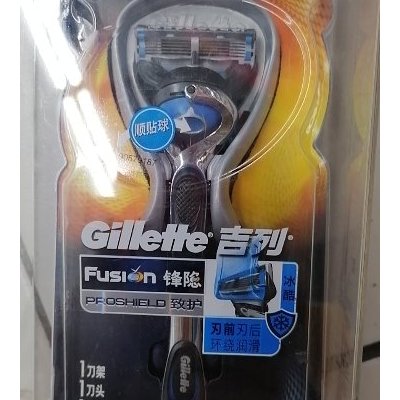 顺贴球
Gillette 吉列
Fusion 锋隐
PROSHIELD 致护
冰酷
刃前刃后
环绕润滑
Gillette
1刀架
1刀头